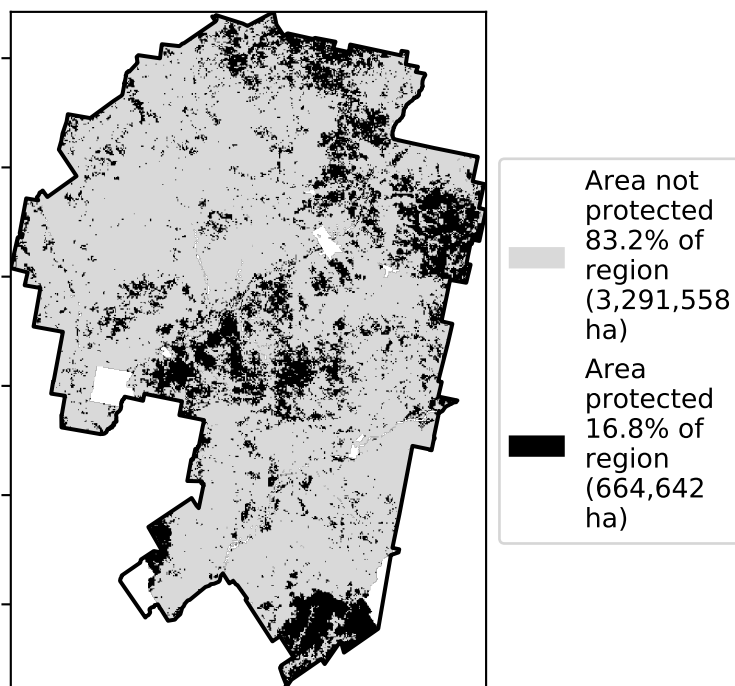 Area not
protected
83.2% of
region
(3,291,558
ha)
Area
protected
16.8% of
region
(664,642
ha)